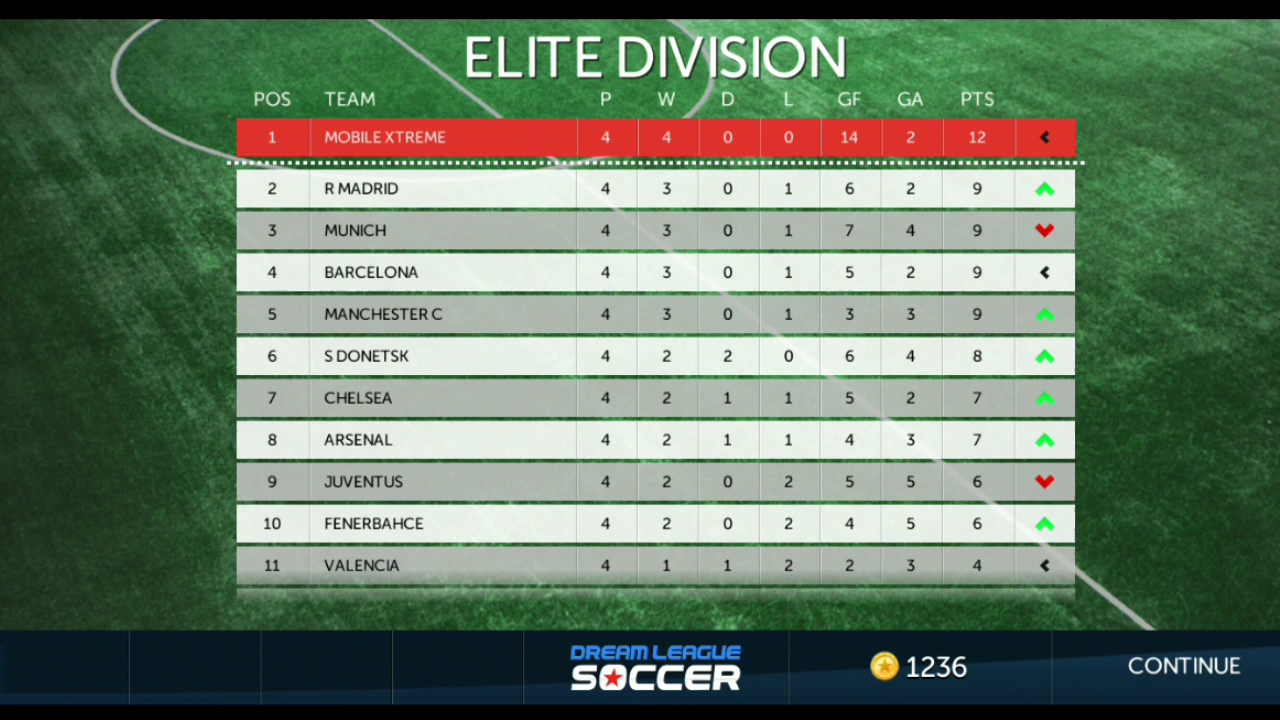 ELITE DIVISION
POS TEAM P W D L GF GA PTS
1 MOBILE XTREME 4 4 0 0 14 2 12
2 R MADRID 4 3 0 1 6 2 9
3 MUNICH 4 3 0 1 7 4 9
4 BARCELONA 4 3 0 1 5 2 9
5 MANCHESTER C 4 3 0 1 3 3 9
6 S DONETSK 4 2 2 0 6 4 8
7 CHELSEA 4 2 1 1 5 2 7
8 ARSENAL 4 2 1 1 4 3 7
9 JUVENTUS 4 2 0 2 5 5 6
10 FENERBAHCE 4 2 0 2 4 5 6
11 VALENCIA 4 1 1 2 2 3 4
DREAM LEAGUE
SOCCER
1236
CONTINUE